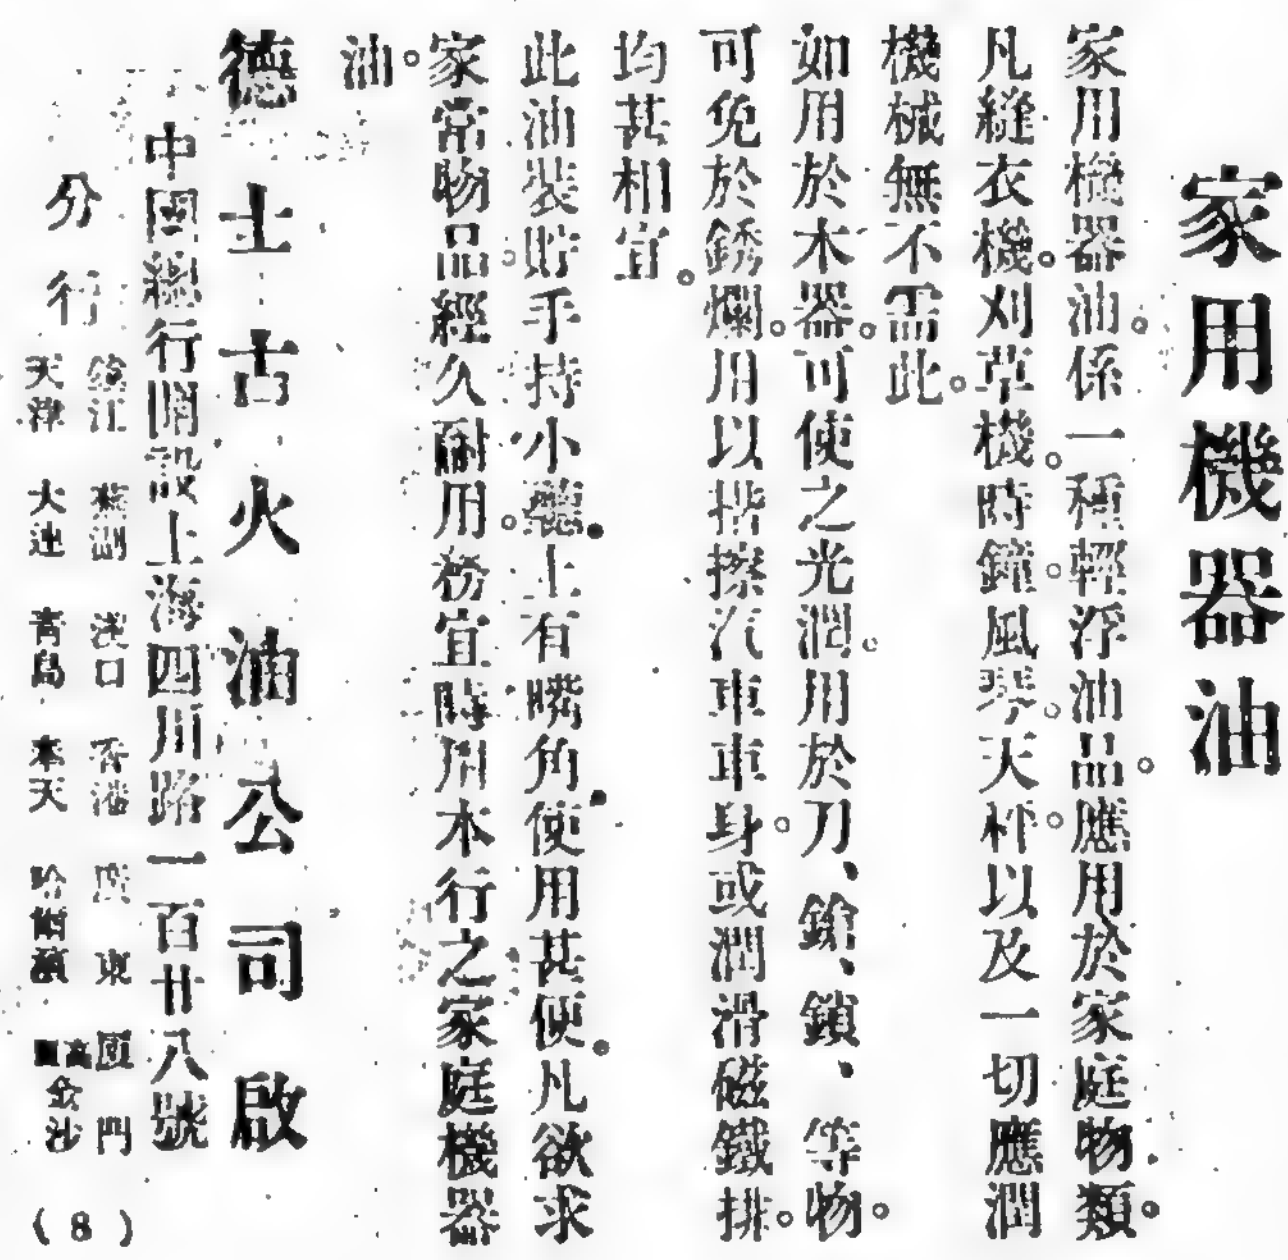 家用機器油
家用機器油。係一種輕浮油品。應用於家庭物類。
凡縫衣機。刈草機。時鐘。風琴。天秤。以及一切應潤
機械無不需此。
如用於木器。可使之光潤。用於刀、鎗、鎖、等物。
可免於銹爛。用以揩擦汽車車身。或潤滑磁鐵排。
均甚相宜。
此油裝貯手持小聽。上有嘴角。使用甚便。凡欲求
家常物品。經久耐用。務宜時用本行之家庭機器
油。
德士古火油公司啟
中國總行開設上海四川路一百廿八號
分行
鎮江 蕪湖 漢口 香港 廣東 廈門
天津 大連 青島 奉天 哈爾濱
(8)